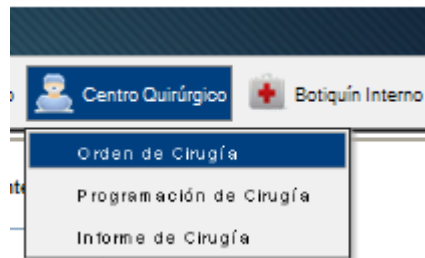 Centro Quirúrgico Botiquín Interno
Orden de Cirugía
Programación de Cirugía
Informe de Cirugía